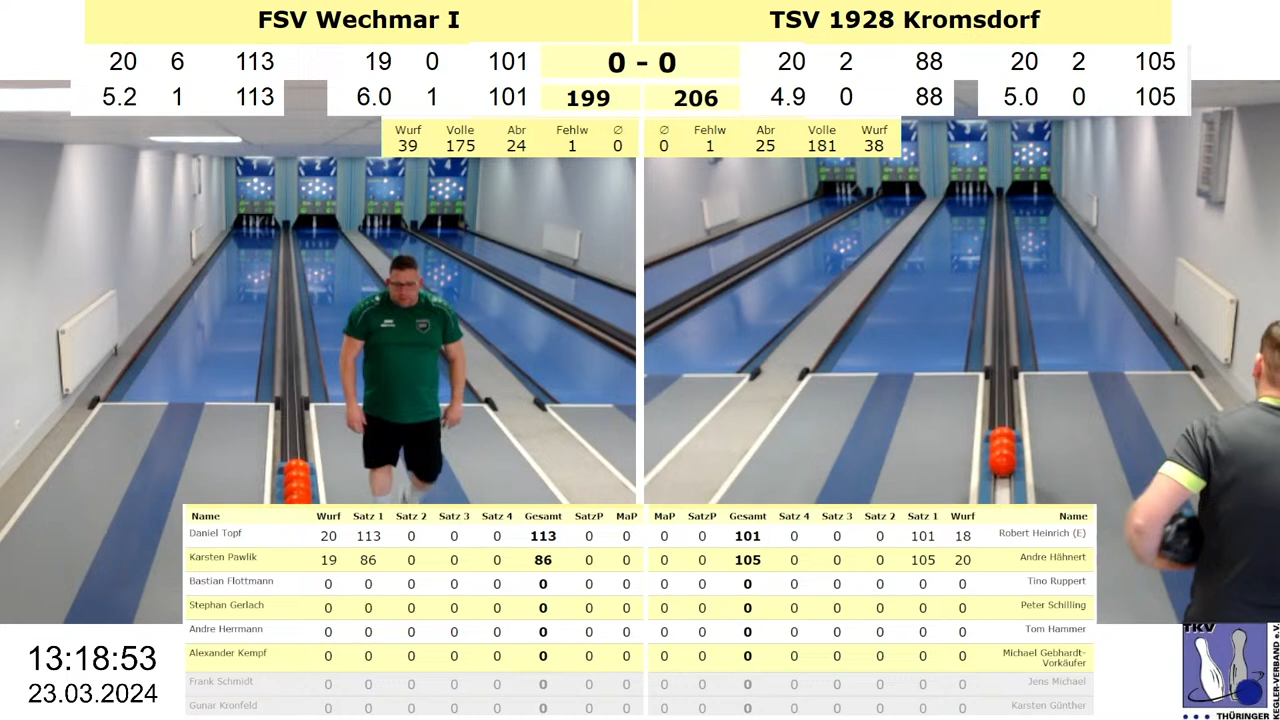 FSV Wechmar I TSV 1928 Kromsdorf
20 6 113 19 0 101 0 - 0 20 2 88 20 2 105
5.2 1 113 6.0 1 101 199 206 4.9 0 88 5.0 0 105
Wurf Volle Abr Fehlw ∅ ∅ Fehlw Abr Volle Wurf
39 175 24 1 0 0 1 25 181 38
1 2 3 4
3 4
Name Wurf Satz 1 Satz 2 Satz 3 Satz 4 Gesamt SatzP MaP MaP SatzP Gesamt Satz 4 Satz 3 Satz 2 Satz 1 Wurf Name
Daniel Topf 20 113 0 0 0 113 0 0 0 0 101 0 0 0 101 18 Robert Heinrich (E)
Karsten Pawlik 19 86 0 0 0 86 0 0 0 0 105 0 0 0 105 20 Andre Hähnert
Bastian Flottmann 0 0 0 0 0 0 0 0 0 0 0 0 0 0 0 0 Tino Ruppert
Stephan Gerlach 0 0 0 0 0 0 0 0 0 0 0 0 0 0 0 0 Peter Schilling
Andre Herrmann 0 0 0 0 0 0 0 0 0 0 0 0 0 0 0 0 Tom Hammer
Alexander Kempf 0 0 0 0 0 0 0 0 0 0 0 0 0 0 0 0 Michael Gebhardt-
Vorkäufer
Frank Schmidt 0 0 0 0 0 0 0 0 0 0 0 0 0 0 0 0 Jens Michael
Gunar Kronfeld 0 0 0 0 0 0 0 0 0 0 0 0 0 0 0 0 Karsten Günther
13:18:53
23.03.2024
TKV
THÜRINGER
KEGLER-VERBAND e.V.